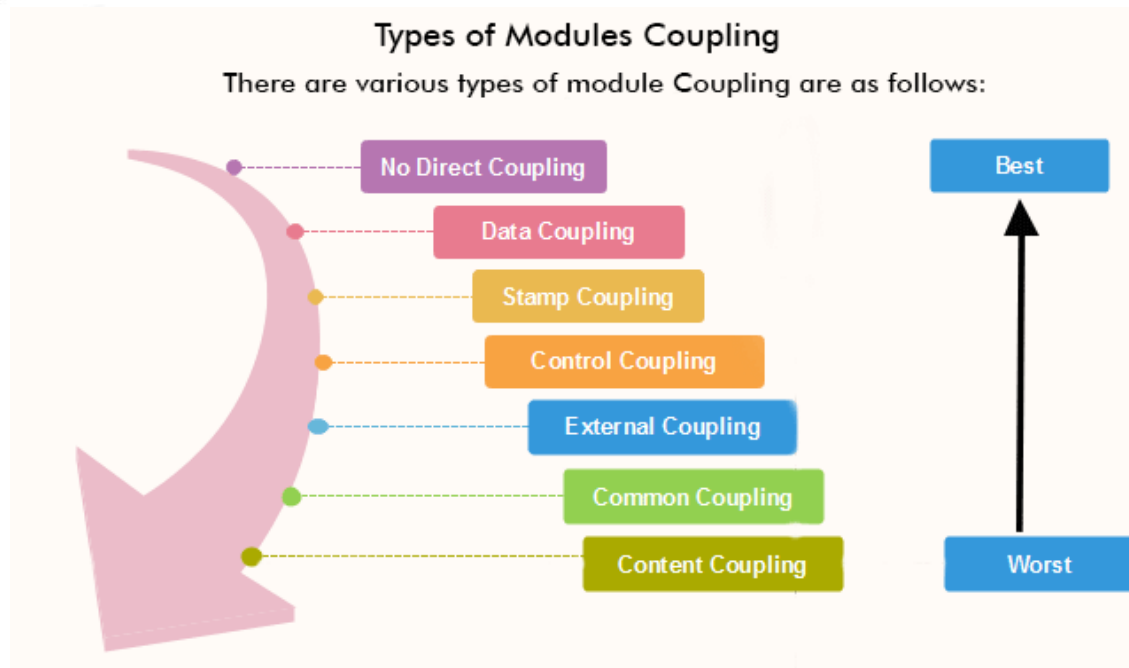 Types of Modules Coupling
There are various types of module Coupling are as follows:
No Direct Coupling
Best
Data Coupling
Stamp Coupling
Control Coupling
External Coupling
Common Coupling
Content Coupling
Worst